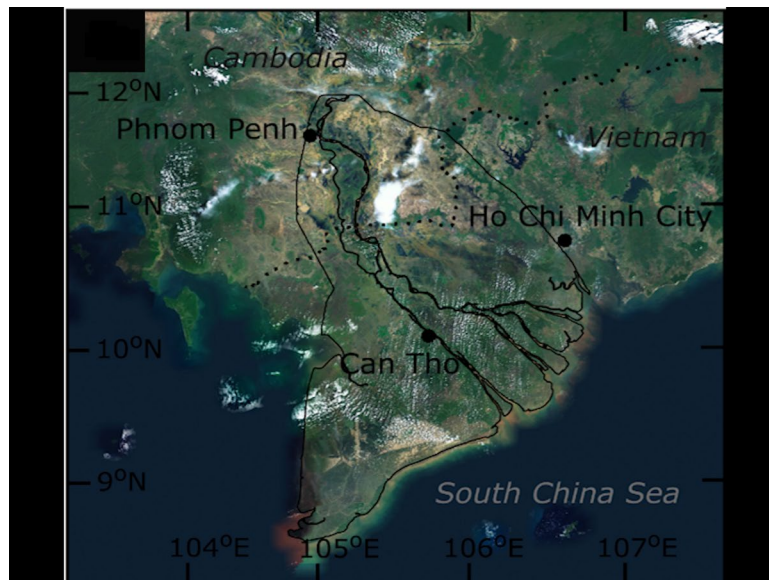 Cambodia
12°N
Phnom Penh
Vietnam
11°N
Ho Chi Minh City
10°N
Can Tho
9°N
South China Sea
104°E 105°E 106°E 107°E